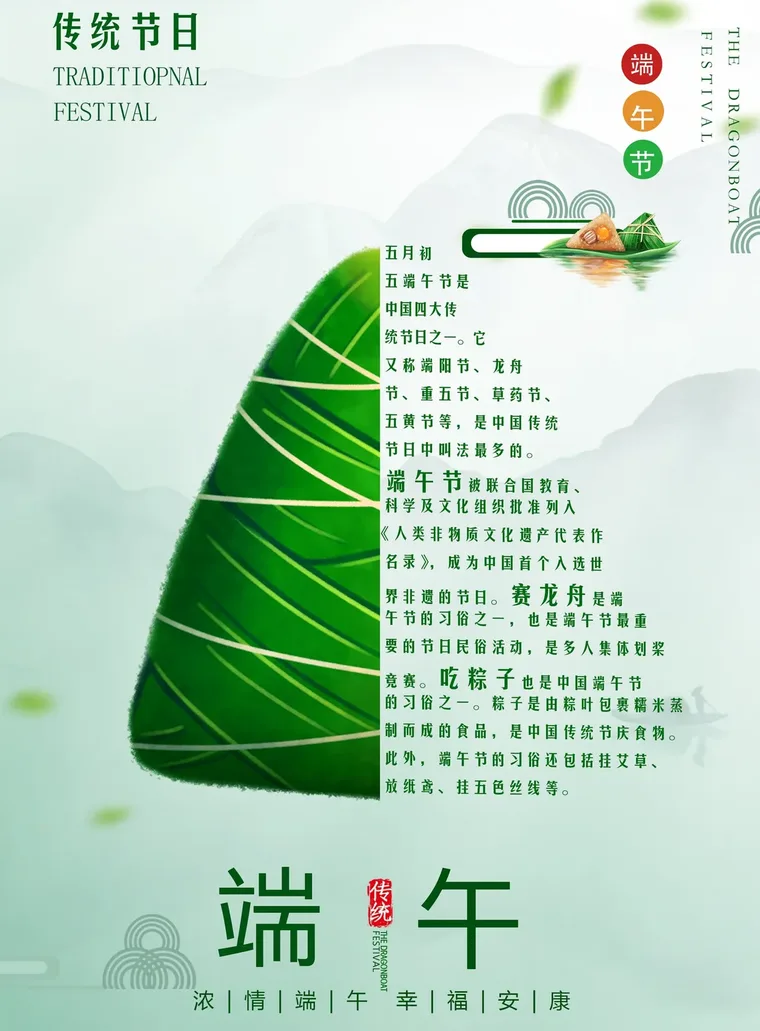 传统节日
TRADITIOPNAL
FESTIVAL
端
午
节
THE DRAGONBOAT
FESTIVAL
五月初
五端午节是
中国四大传
统节日之一。它
又称端阳节、龙舟
节、重五节、草药节、
五黄节等，是中国传统
节日中叫法最多的。
端午节被联合国教育、
科学及文化组织批准列入
《人类非物质文化遗产代表作
名录》，成为中国首个入选世
界非遗的节日。赛龙舟是端
午节的习俗之一，也是端午节最重
要的节日民俗活动，是多人集体划桨
竞赛。吃粽子也是中国端午节
的习俗之一。粽子是由粽叶包裹糯米蒸
制而成的食品，是中国传统节庆食物。
此外，端午节的习俗还包括挂艾草、
放纸鸢、挂五色丝线等。
端午
传统
THE DRAGONBOAT
FESTIVAL
浓|情|端|午 幸|福|安|康